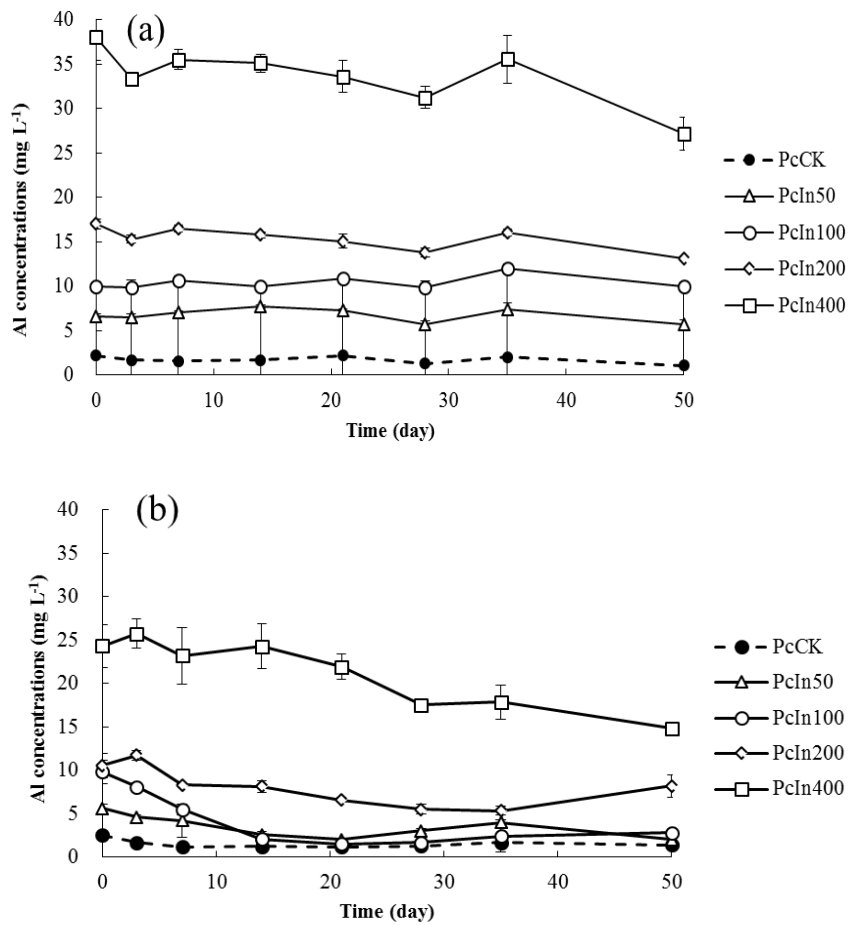 (a)
40
35
30
25
20
15
10
5
0
Al concentrations (mg L-1)
0 10 20 30 40 50
Time (day)
PcCK
PcIn50
PcIn100
PcIn200
PcIn400
(b)
40
35
30
25
20
15
10
5
0
Al concentrations (mg L-1)
0 10 20 30 40 50
Time (day)
PcCK
PcIn50
PcIn100
PcIn200
PcIn400